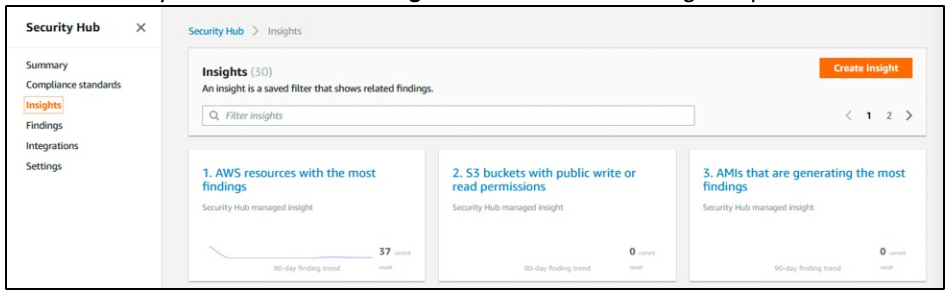 Security Hub
Summary
Compliance standards
Insights
Findings
Integrations
Settings
Security Hub > Insights
Insights (30)
An insight is a saved filter that shows related findings.
Create insight
Filter insights
< 1 2 >
1. AWS resources with the most
findings
Security Hub managed insight
37 current
result
90-day finding trend
2. S3 buckets with public write or
read permissions
Security Hub managed insight
0 current
result
90-day finding trend
3. AMIs that are generating the most
findings
Security Hub managed insight
0 current
result
90-day finding trend